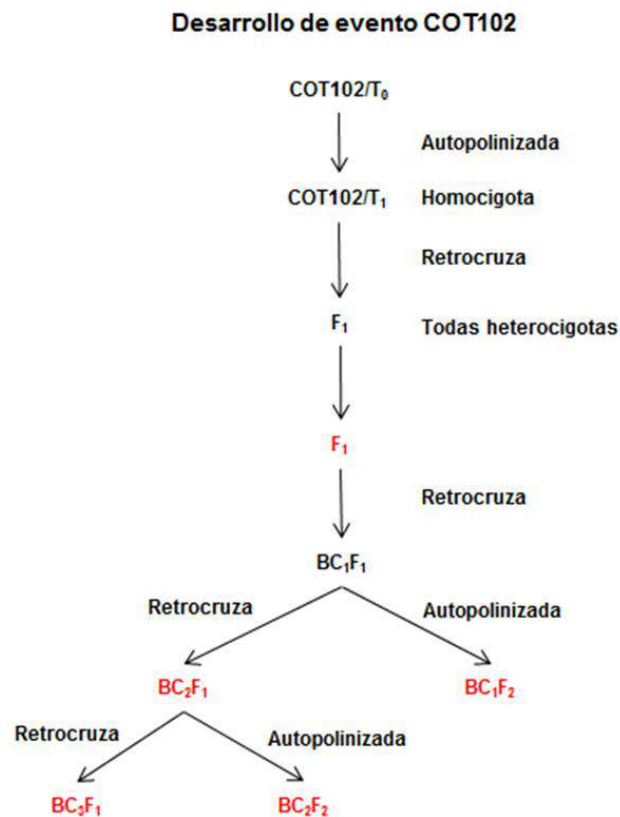 Desarrollo de evento COT102
COT102/T₀
Autopolinizada
COT102/T₁ Homocigota
Retrocruza
F₁ Todas heterocigotas
F₁
Retrocruza
BC₁F₁
Retrocruza Autopolinizada
BC₂F₁ BC₁F₂
Retrocruza Autopolinizada
BC₃F₁ BC₂F₂